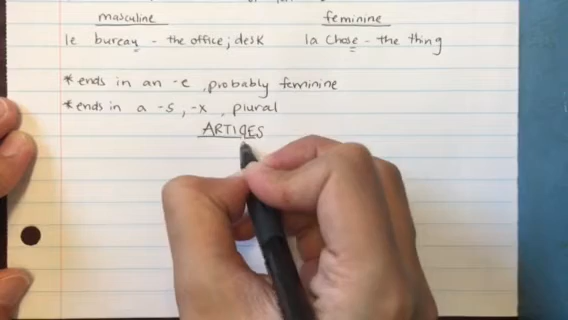 masculine feminine
le bureau - the office; desk la chose - the thing
* ends in an -e, probably feminine
* ends in a -s, -x, plural
ARTICLES